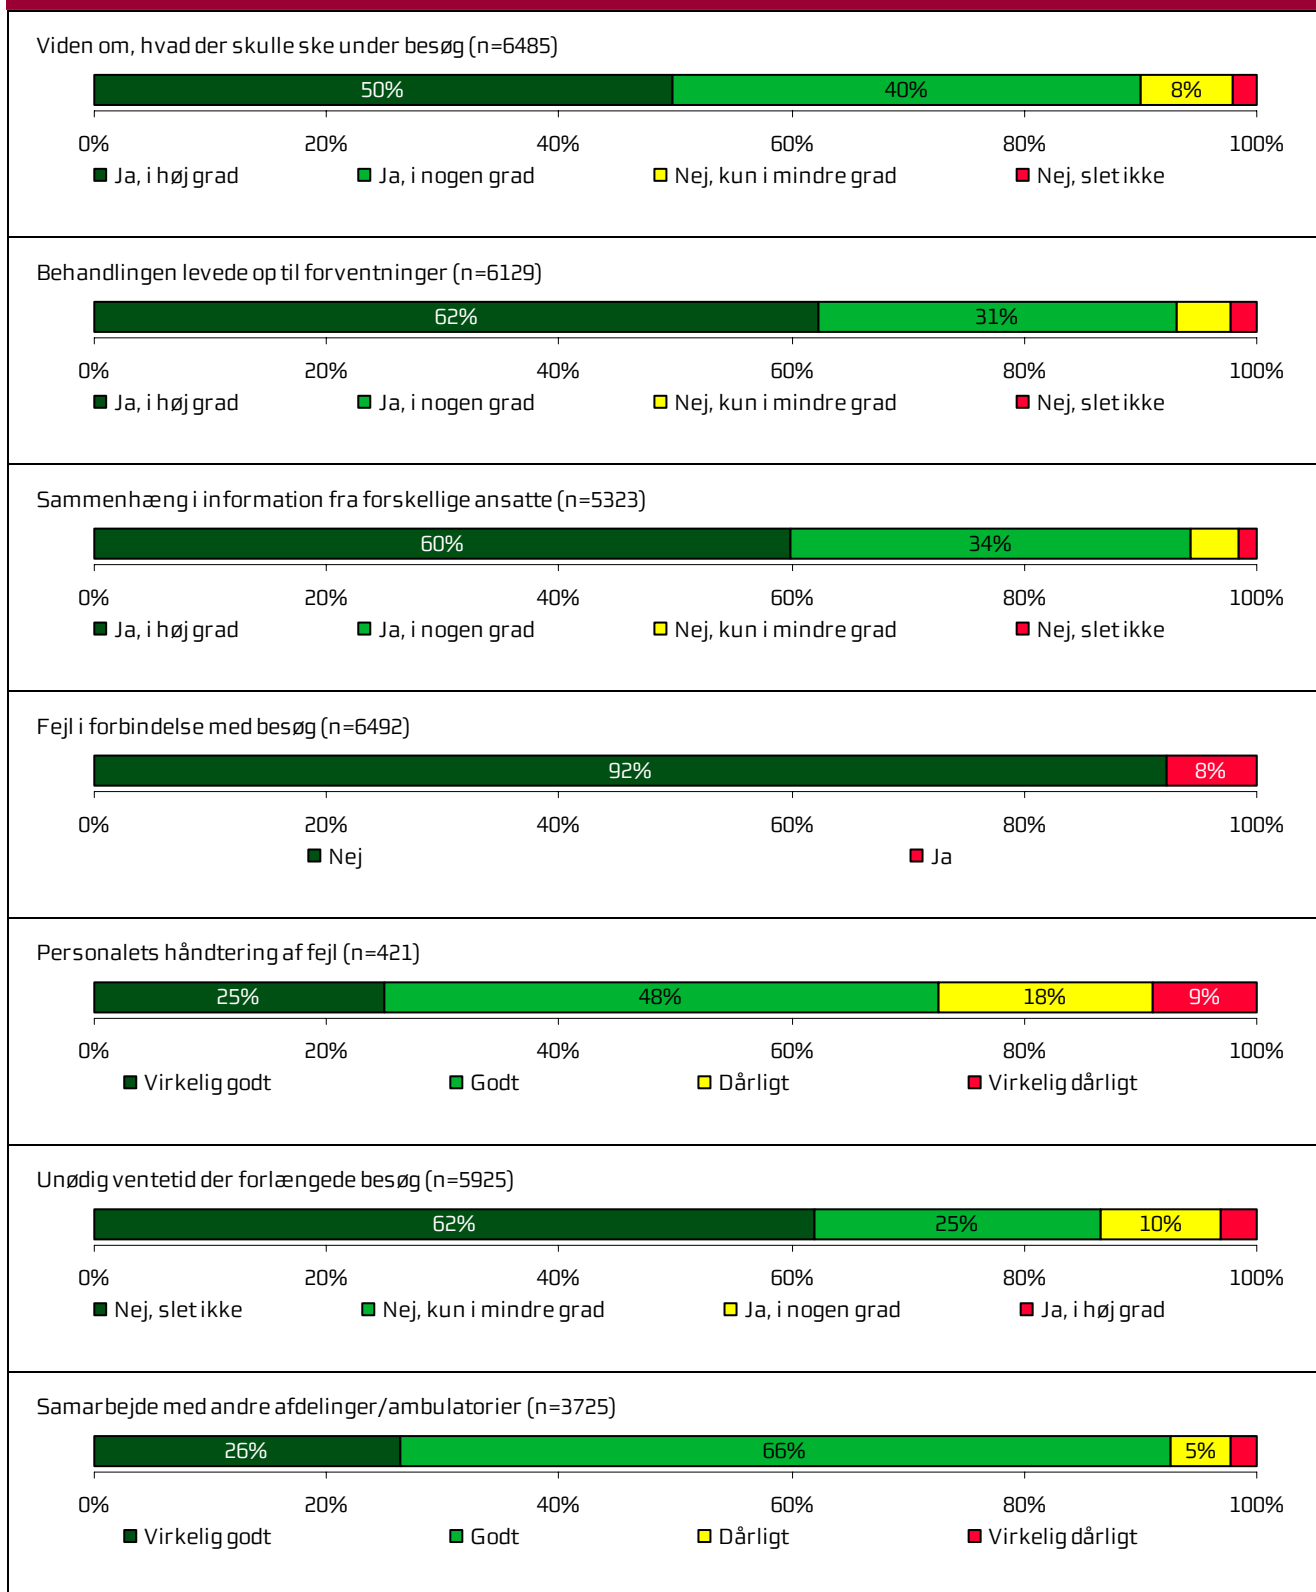 Viden om, hvad der skulle ske under besøg (n=6485)
50% 40% 8%
0% 20% 40% 60% 80% 100%
Ja, i høj grad Ja, i nogen grad Nej, kun i mindre grad Nej, slet ikke
Behandlingen levede op til forventninger (n=6129)
62% 31%
0% 20% 40% 60% 80% 100%
Ja, i høj grad Ja, i nogen grad Nej, kun i mindre grad Nej, slet ikke
Sammenhæng i information fra forskellige ansatte (n=5323)
60% 34%
0% 20% 40% 60% 80% 100%
Ja, i høj grad Ja, i nogen grad Nej, kun i mindre grad Nej, slet ikke
Fejl i forbindelse med besøg (n=6492)
92% 8%
0% 20% 40% 60% 80% 100%
Nej Ja
Personalets håndtering af fejl (n=421)
25% 48% 18% 9%
0% 20% 40% 60% 80% 100%
Virkelig godt Godt Dårligt Virkelig dårligt
Unødig ventetid der forlængede besøg (n=5925)
62% 25% 10%
0% 20% 40% 60% 80% 100%
Nej, slet ikke Nej, kun i mindre grad Ja, i nogen grad Ja, i høj grad
Samarbejde med andre afdelinger/ambulatorier (n=3725)
26% 66% 5%
0% 20% 40% 60% 80% 100%
Virkelig godt Godt Dårligt Virkelig dårligt